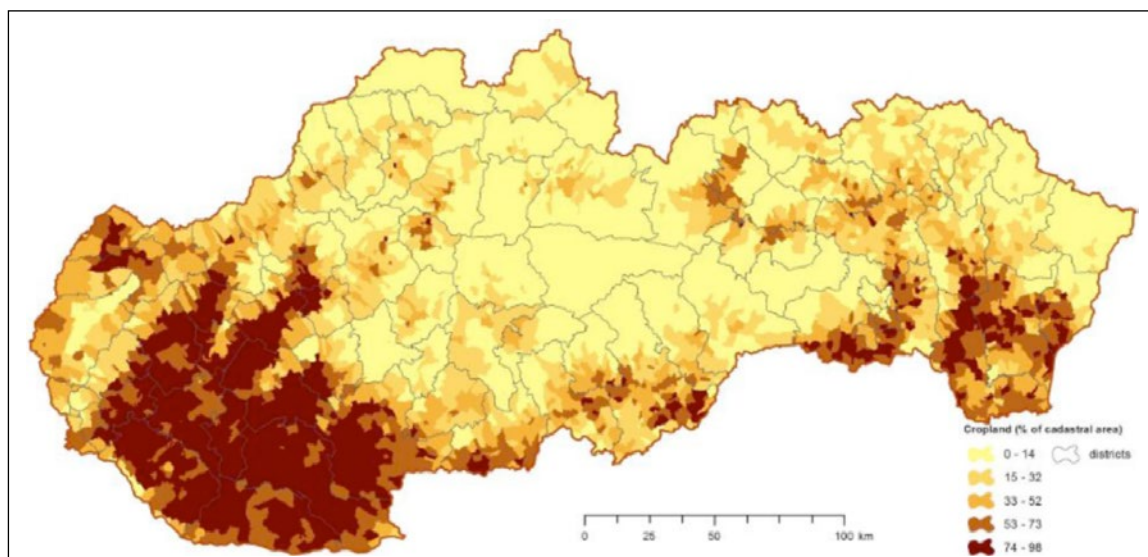 Cropland (% of cadastral area)
0 - 14 districts
15 - 32
33 - 52
53 - 73
74 - 98
0 25 50 100 km